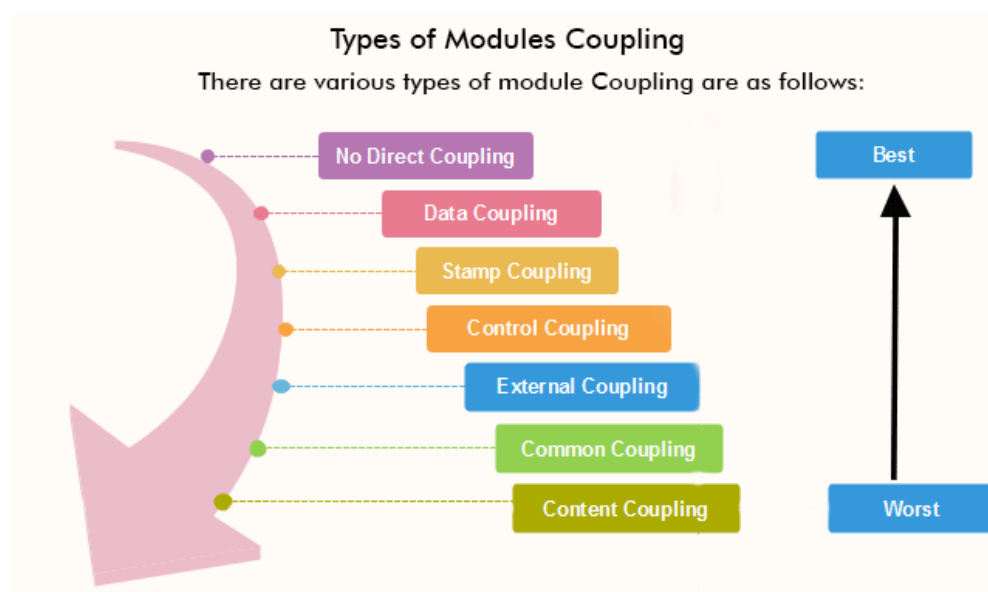 Types of Modules Coupling
There are various types of module Coupling are as follows:
No Direct Coupling
Best
Data Coupling
Stamp Coupling
Control Coupling
External Coupling
Common Coupling
Content Coupling
Worst